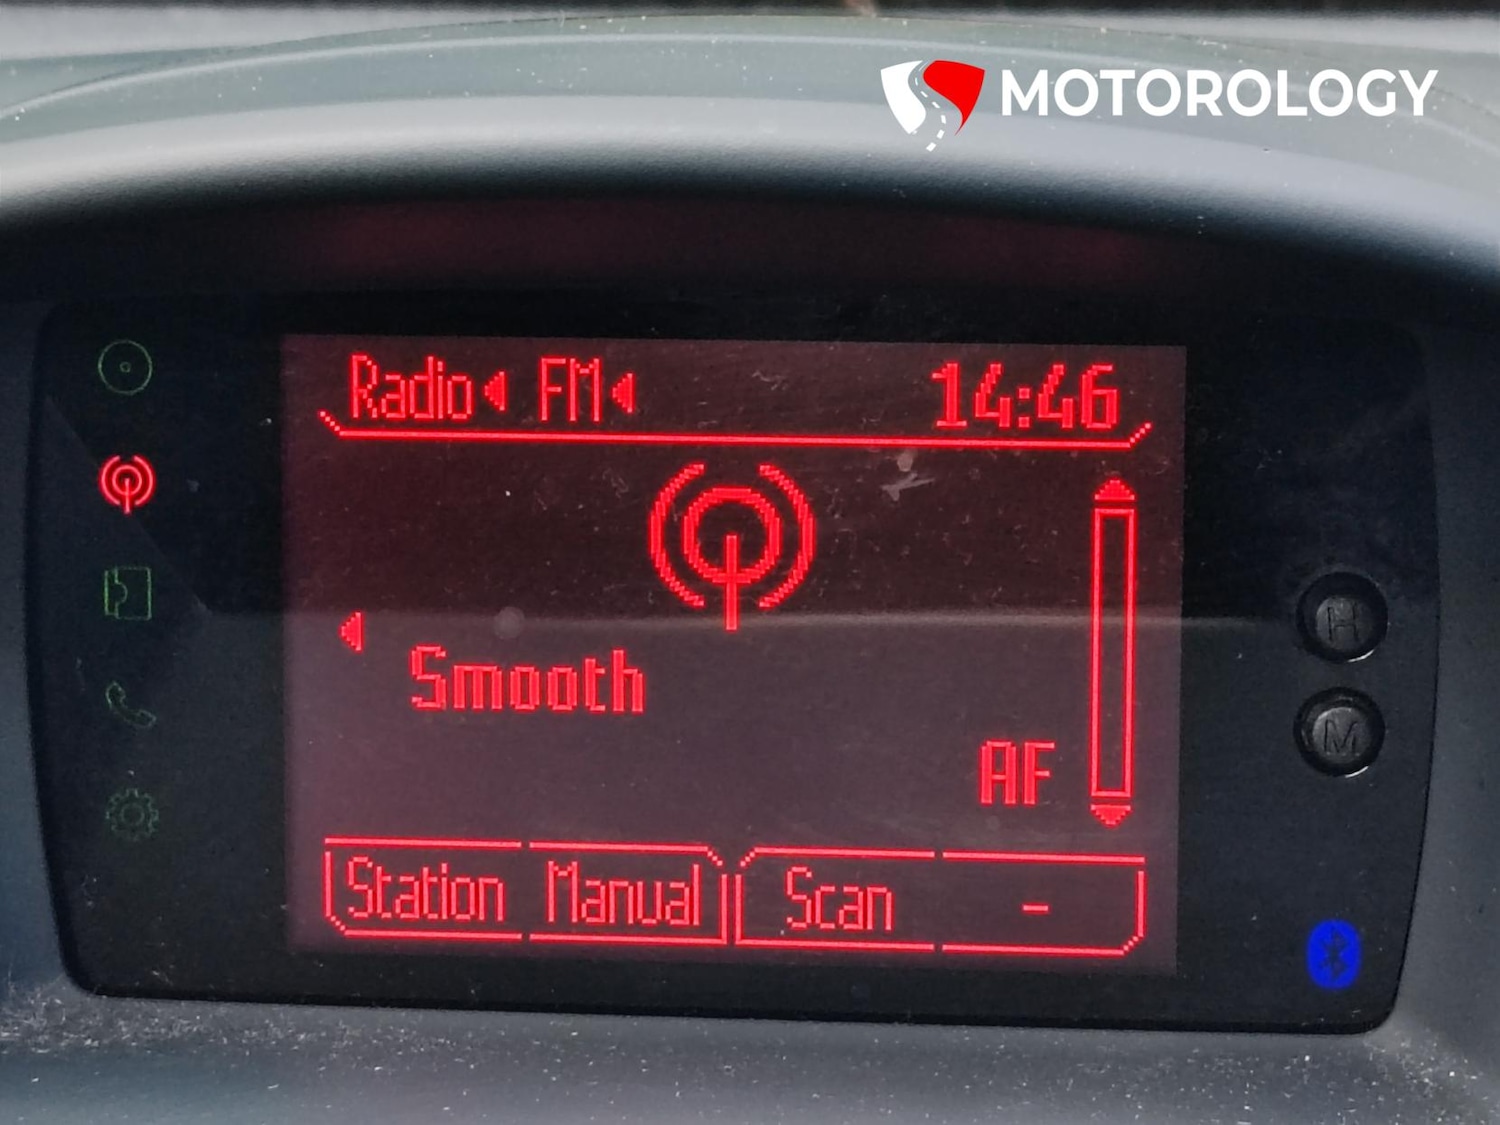 MOTOROLOGY
Radio FM 14:46
Smooth
AF
Station Manual Scan -
H
M